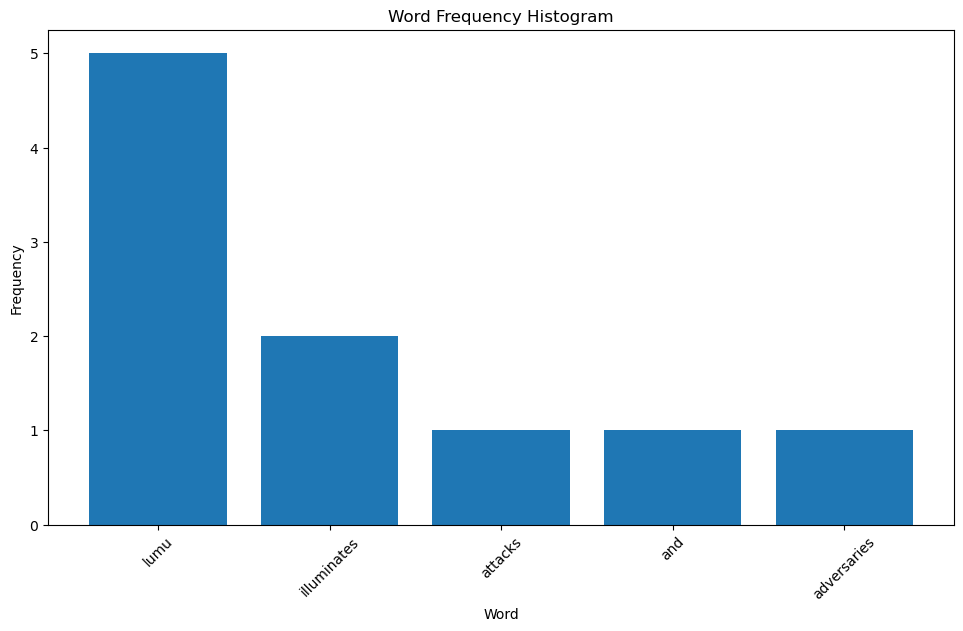 Word Frequency Histogram
Frequency
5
4
3
2
1
0
lumu
illuminates
attacks
and
adversaries
Word